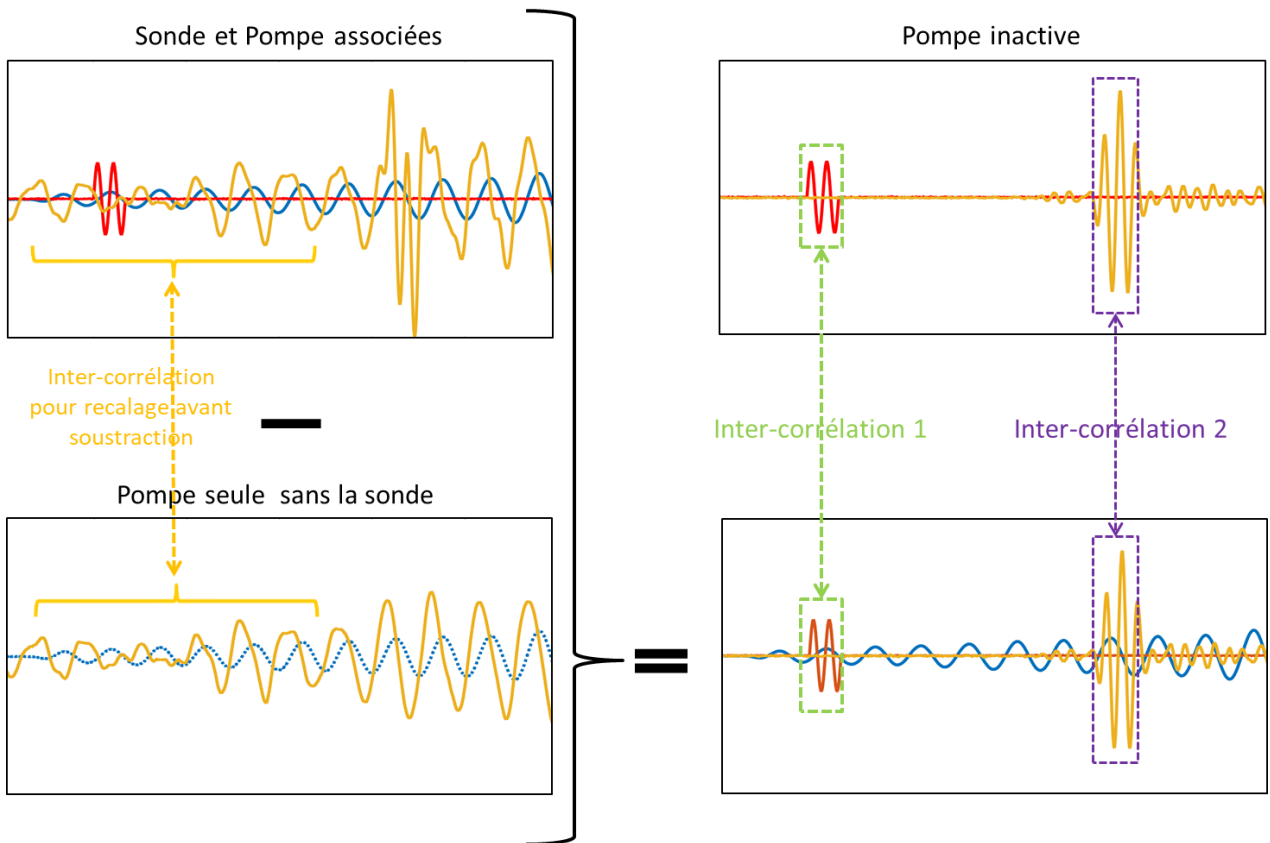 Sonde et Pompe associées
Pompe inactive
Inter-corrélation
pour recalage avant
soustraction
Inter-corrélation 1
Inter-corrélation 2
Pompe seule sans la sonde